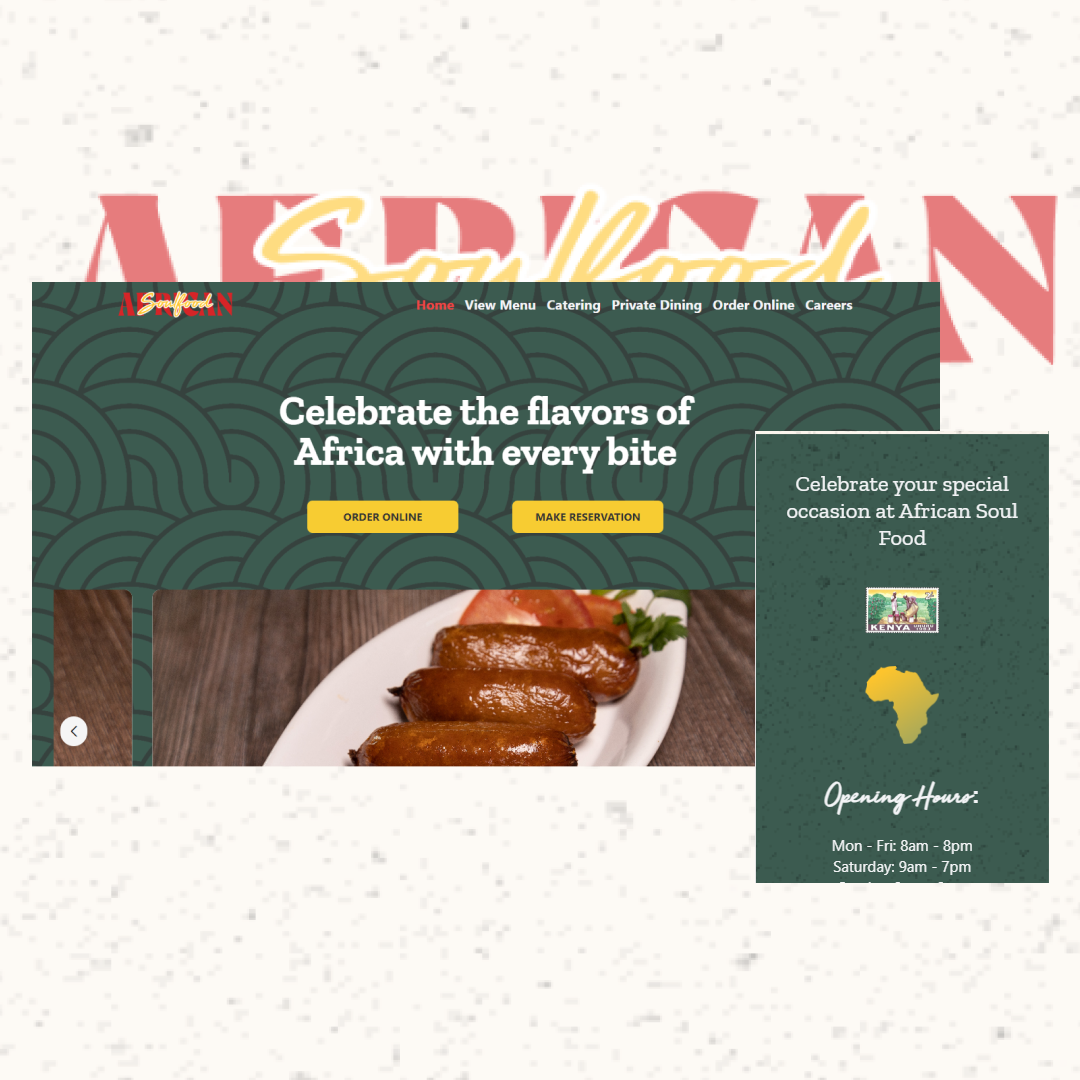 AFRICAN
Soulfood
AFRICAN
Soulfood
Home View Menu Catering Private Dining Order Online Careers
Celebrate the flavors of
Africa with every bite
ORDER ONLINE MAKE RESERVATION
Celebrate your special
occasion at African Soul
Food
KENYA
Opening Hours:
Mon - Fri: 8am - 8pm
Saturday: 9am - 7pm